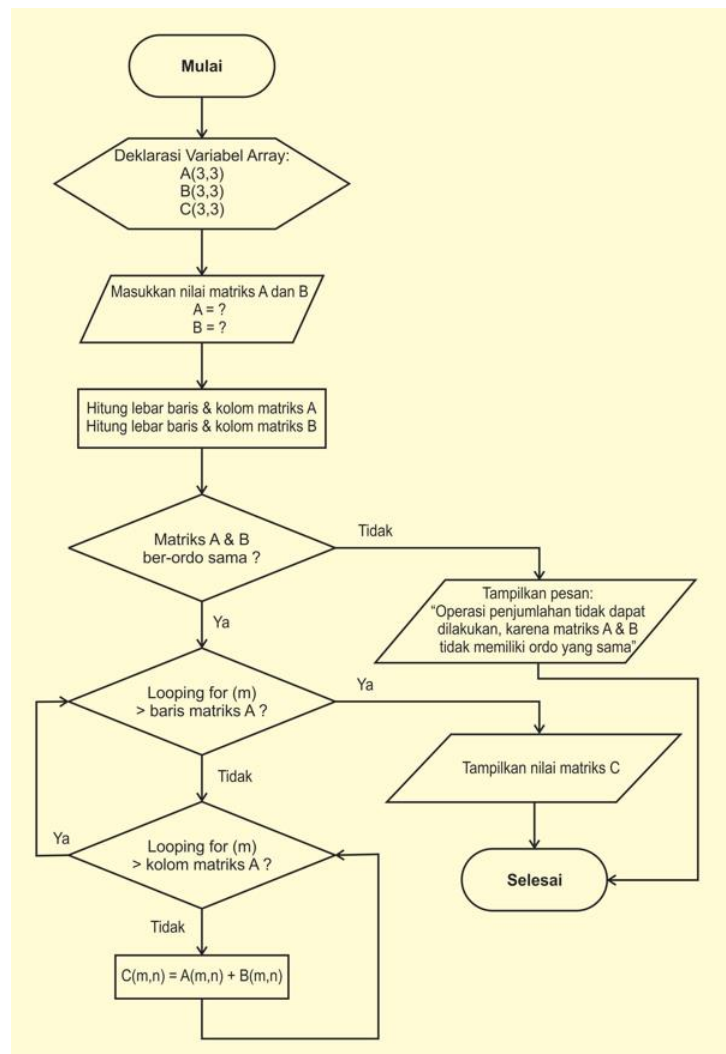 Mulai
Deklarasi Variabel Array:
A(3,3)
B(3,3)
C(3,3)
Masukkan nilai matriks A dan B
A = ?
B = ?
Hitung lebar baris & kolom matriks A
Hitung lebar baris & kolom matriks B
Matriks A & B
ber-ordo sama ?
Tidak
Tampilkan pesan:
“Operasi penjumlahan tidak dapat
dilakukan, karena matriks A & B
tidak memiliki ordo yang sama”
Ya
Looping for (m)
> baris matriks A ?
Ya
Tampilkan nilai matriks C
Tidak
Looping for (m)
> kolom matriks A ?
Ya
Selesai
Tidak
C(m,n) = A(m,n) + B(m,n)